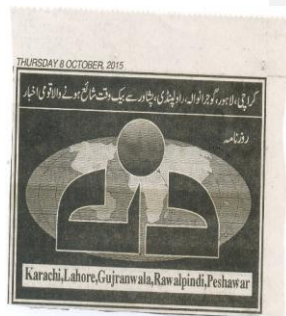 THURSDAY 8 OCTOBER, 2015
کراچی، لاہور، گوجرانوالہ، راولپنڈی، پشاور سے بیک وقت شائع ہونے والا قومی اخبار
روزنامہ
دن
Karachi,Lahore,Gujranwala,Rawalpindi,Peshawar